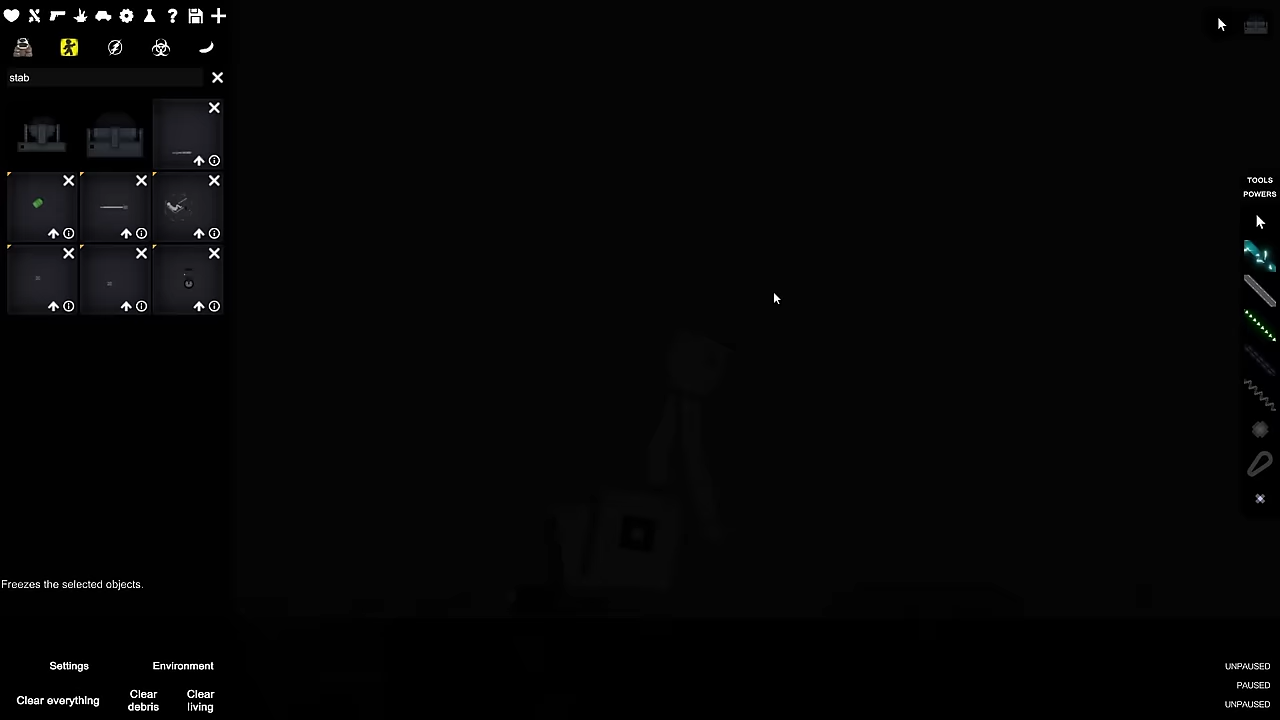 stab
TOOLS
POWERS
Freezes the selected objects.
Settings
Environment
Clear everything
Clear debris
Clear living
UNPAUSED
PAUSED
UNPAUSED